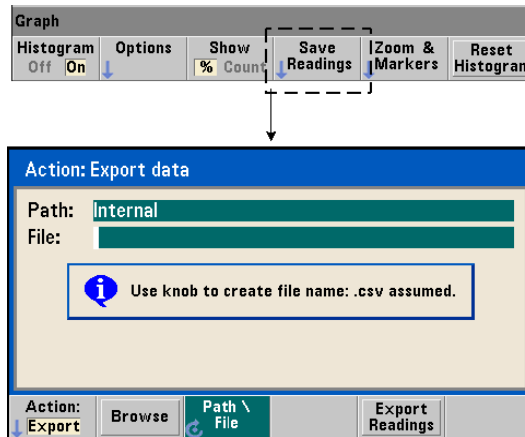 Graph
Histogram Options Show Save Zoom & Reset
Off On % Count Readings Markers Histogram
Action: Export data
Path: Internal
File:
Use knob to create file name: .csv assumed.
Action: Browse Path \ Export
Export File Readings